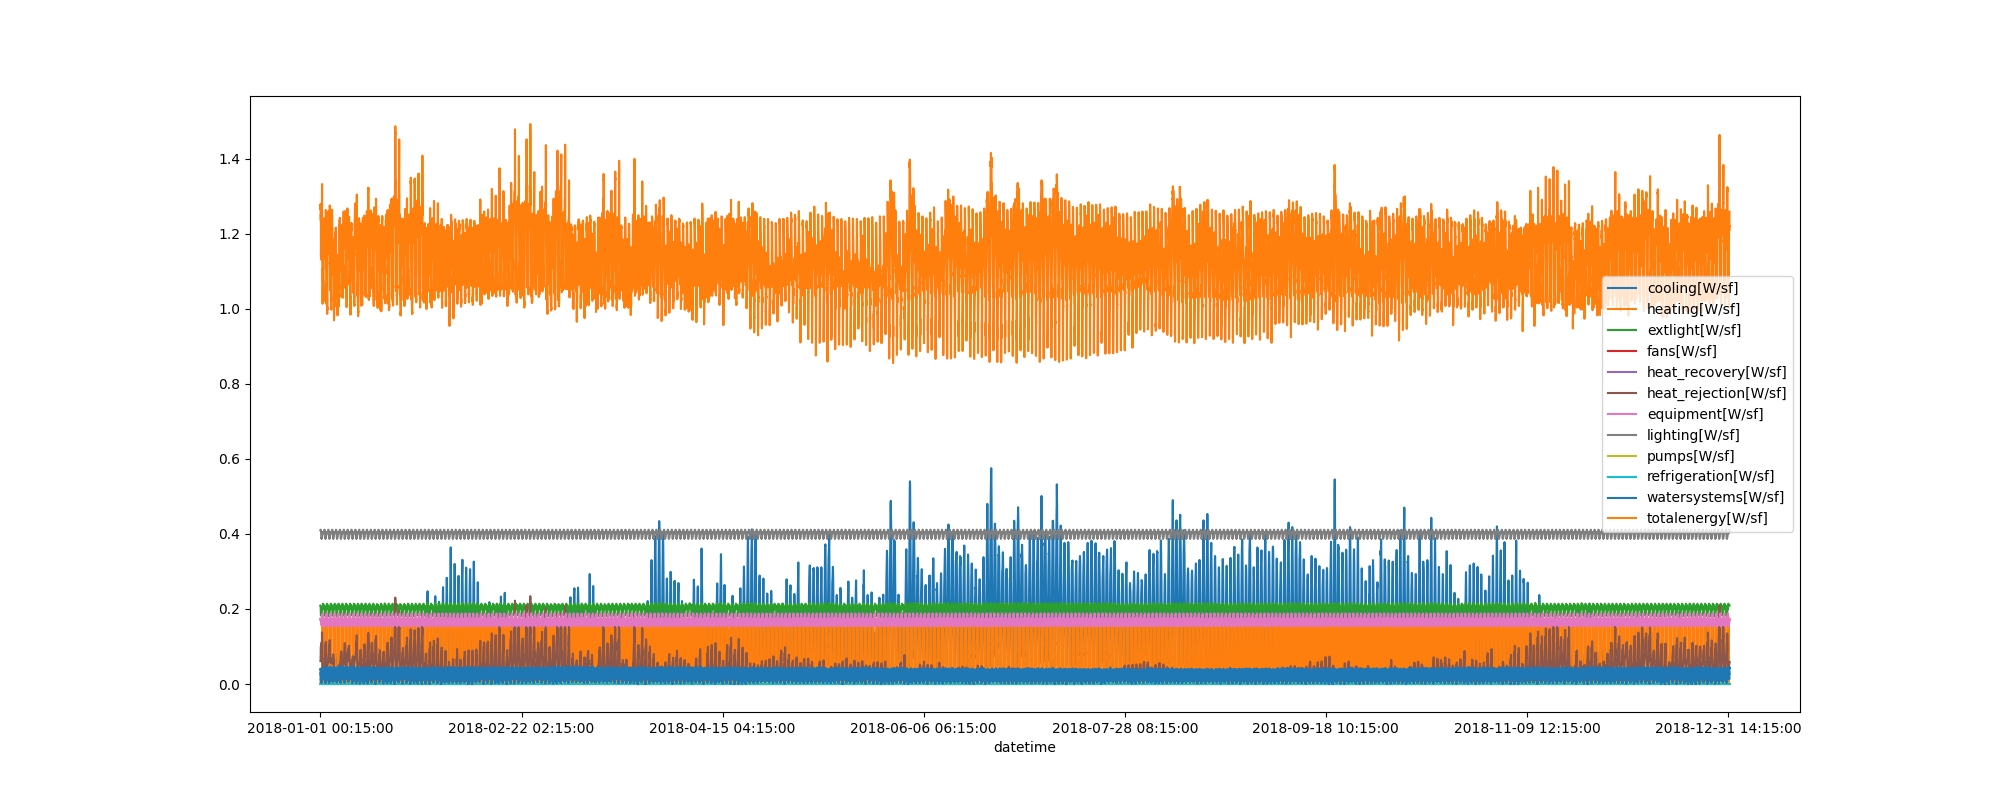 1.4
1.2
1.0
0.8
0.6
0.4
0.2
0.0
cooling[W/sf]
heating[W/sf]
extlight[W/sf]
fans[W/sf]
heat_recovery[W/sf]
heat_rejection[W/sf]
equipment[W/sf]
lighting[W/sf]
pumps[W/sf]
refrigeration[W/sf]
watersystems[W/sf]
totalenergy[W/sf]
2018-01-01 00:15:00 2018-02-22 02:15:00 2018-04-15 04:15:00 2018-06-06 06:15:00 2018-07-28 08:15:00 2018-09-18 10:15:00 2018-11-09 12:15:00 2018-12-31 14:15:00
datetime